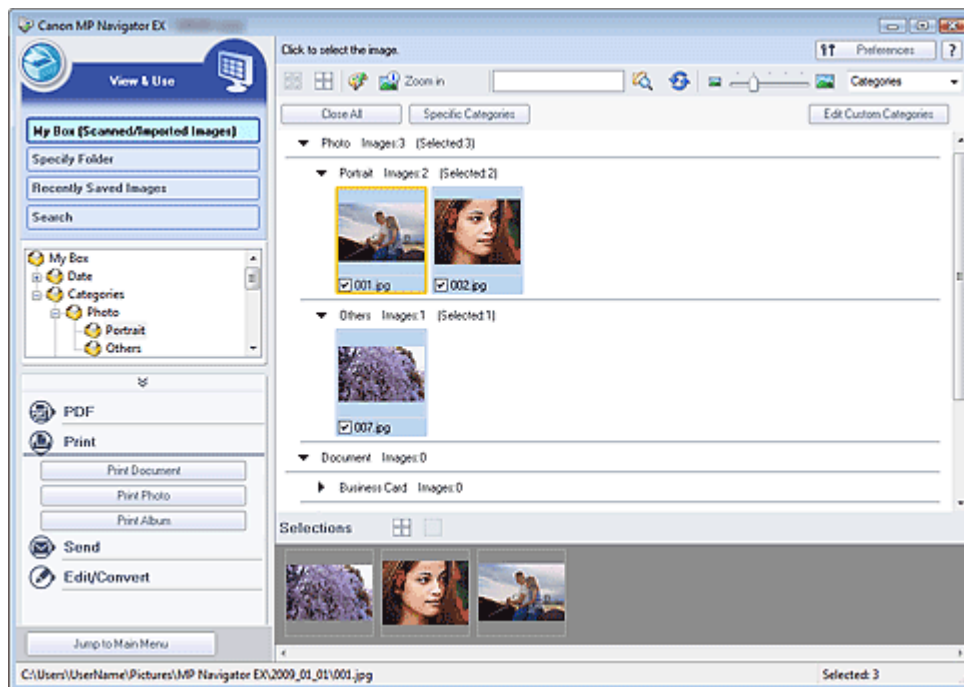 Canon MP Navigator EX
View & Use
My Box (Scanned/Imported Images)
Specify Folder
Recently Saved Images
Search
My Box
Date
Categories
Photo
Portrait
Others
PDF
Print
Print Document
Print Photo
Print Album
Send
Edit/Convert
Jump to Main Menu
Click to select the image.
Preferences
?
Zoom in
Categories
Close All
Specific Categories
Edit Custom Categories
Photo Images:3 (Selected:3)
Portrait Images:2 (Selected:2)
001.jpg
002.jpg
Others Images:1 (Selected:1)
007.jpg
Document Images:0
Business Card Images:0
Selections
C:\Users\UserName\Pictures\MP Navigator EX\2009_01_01\001.jpg
Selected: 3